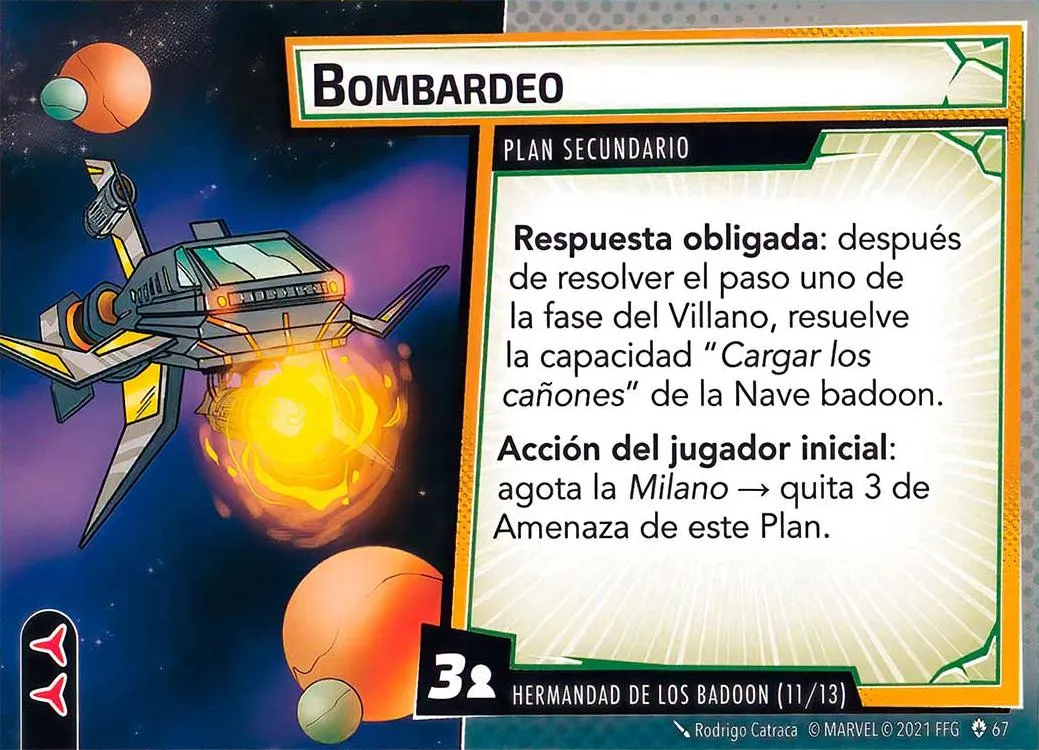 BOMBARDEO
PLAN SECUNDARIO
Respuesta obligada: después
de resolver el paso uno de
la fase del Villano, resuelve
la capacidad “Cargar los
cañones” de la Nave badoon.
Acción del jugador inicial:
agota la Milano → quita 3 de
Amenaza de este Plan.
3
HERMANDAD DE LOS BADOON (11/13)
Rodrigo Catraca © MARVEL © 2021 FFG 67